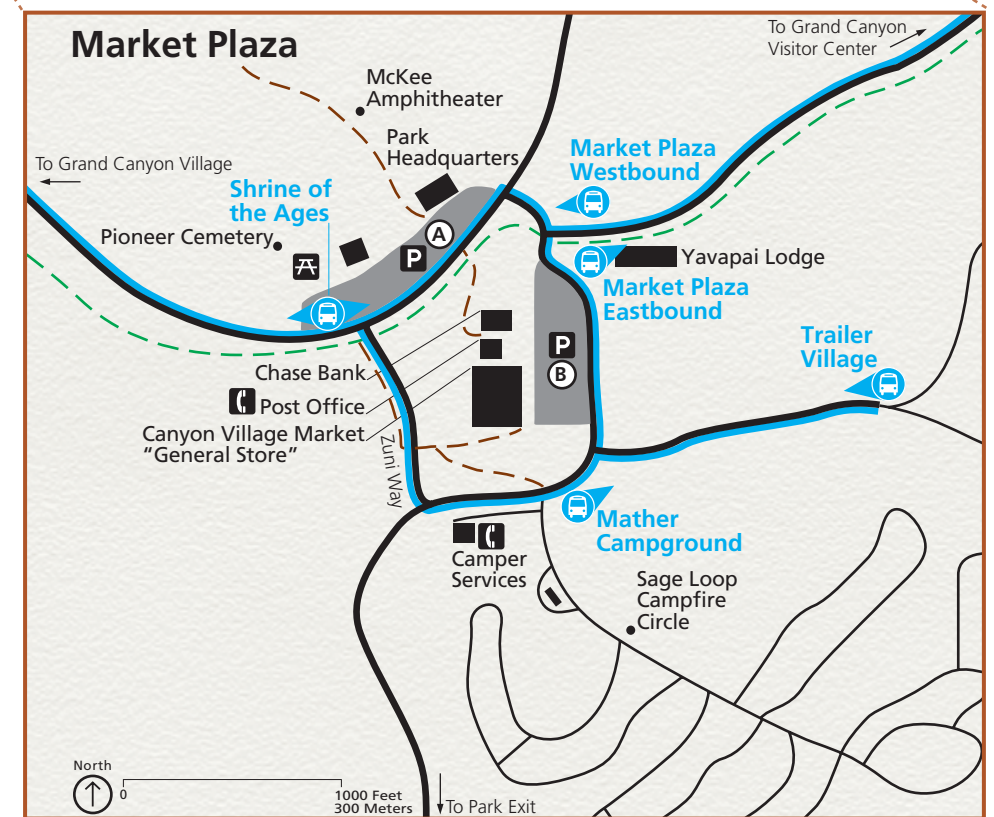 Market Plaza
To Grand Canyon
Visitor Center
McKee
Amphitheater
Park
Headquarters
Market Plaza
Westbound
To Grand Canyon Village
Shrine of
the Ages
Pioneer Cemetery
A
P
Yavapai Lodge
Market Plaza
Eastbound
Trailer
Village
P
B
Chase Bank
Post Office
Canyon Village Market
“General Store”
Zuni Way
Mather
Campground
Camper
Services
Sage Loop
Campfire
Circle
North
0
1000 Feet
300 Meters
To Park Exit